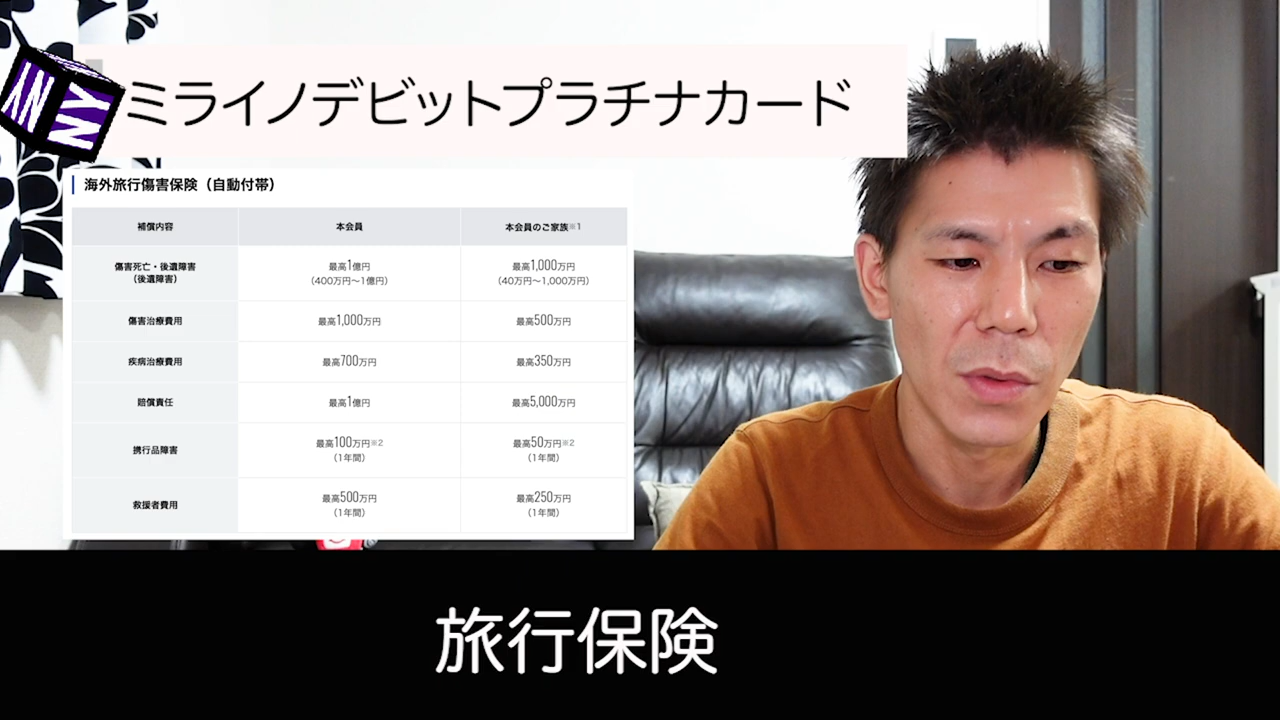 NY
NY
ミライノデビットプラチナカード
海外旅行傷害保険（自動付帯）
補償内容 本会員 本会員のご家族※1
傷害死亡・後遺障害 最高1億円 最高1,000万円
（後遺障害） （400万円～1億円） （40万円～1,000万円）
傷害治療費用 最高1,000万円 最高500万円
疾病治療費用 最高700万円 最高350万円
賠償責任 最高1億円 最高5,000万円
携行品障害 最高100万円※2 最高50万円※2
（1年間） （1年間）
救援者費用 最高500万円 最高250万円
（1年間） （1年間）
旅行保険